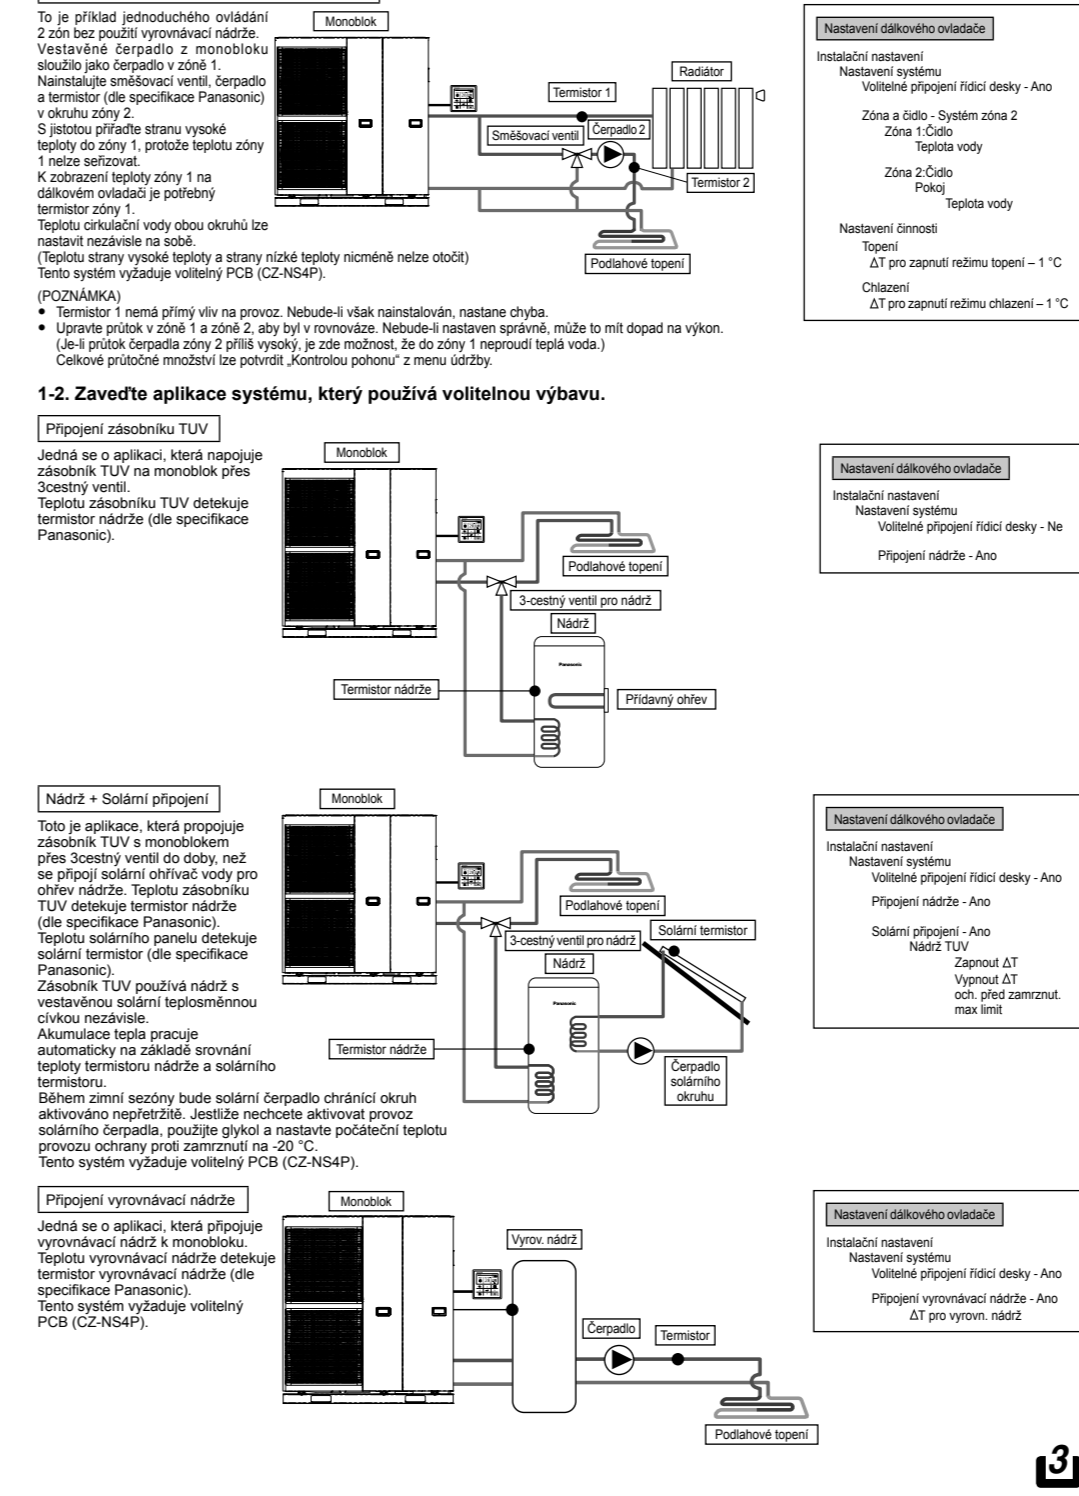 To je příklad jednoduchého ovládání
2 zón bez použití vyrovnávací nádrže.
Vestavěné čerpadlo z monobloku
sloužilo jako čerpadlo v zóně 1.
Nainstalujte směšovací ventil, čerpadlo
a termistor (dle specifikace Panasonic)
v okruhu zóny 2.
S jistotou přiřaďte stranu vysoké
teploty do zóny 1, protože teplotu zóny
1 nelze seřizovat.
K zobrazení teploty zóny 1 na
dálkovém ovladači je potřebný
termistor zóny 1.
Teplotu cirkulační vody obou okruhů lze
nastavit nezávisle na sobě.
(Teplotu strany vysoké teploty a strany nízké teploty nicméně nelze otočit)
Tento systém vyžaduje volitelný PCB (CZ-NS4P).
Monoblok
Termistor 1
Radiátor
Směšovací ventil
Čerpadlo 2
Termistor 2
Podlahové topení
Nastavení dálkového ovladače
Instalační nastavení
Nastavení systému
Volitelné připojení řídicí desky - Ano
Zóna a čidlo - Systém zóna 2
Zóna 1:Čidlo
Teplota vody
Zóna 2:Čidlo
Pokoj
Teplota vody
Nastavení činnosti
Topení
ΔT pro zapnutí režimu topení – 1 °C
Chlazení
ΔT pro zapnutí režimu chlazení – 1 °C
(POZNÁMKA)
• Termistor 1 nemá přímý vliv na provoz. Nebude-li však nainstalován, nastane chyba.
• Upravte průtok v zóně 1 a zóně 2, aby byl v rovnováze. Nebude-li nastaven správně, může to mít dopad na výkon.
(Je-li průtok čerpadla zóny 2 příliš vysoký, je zde možnost, že do zóny 1 neproudí teplá voda.)
Celkové průtočné množství lze potvrdit „Kontrolou pohonu“ z menu údržby.
1-2. Zaveďte aplikace systému, který používá volitelnou výbavu.
Připojení zásobníku TUV
Jedná se o aplikaci, která napojuje
zásobník TUV na monoblok přes
3cestný ventil.
Teplotu zásobníku TUV detekuje
termistor nádrže (dle specifikace
Panasonic).
Monoblok
Podlahové topení
3-cestný ventil pro nádrž
Nádrž
Panasonic
Termistor nádrže
Přídavný ohřev
Nastavení dálkového ovladače
Instalační nastavení
Nastavení systému
Volitelné připojení řídicí desky - Ne
Připojení nádrže - Ano
Nádrž + Solární připojení
Toto je aplikace, která propojuje
zásobník TUV s monoblokem
přes 3cestný ventil do doby, než
se připojí solární ohřívač vody pro
ohřev nádrže. Teplotu zásobníku
TUV detekuje termistor nádrže
(dle specifikace Panasonic).
Teplotu solárního panelu detekuje
solární termistor (dle specifikace
Panasonic).
Zásobník TUV používá nádrž s
vestavěnou solární teplosměnnou
cívkou nezávisle.
Akumulace tepla pracuje
automaticky na základě srovnání
teploty termistoru nádrže a solárního
termistoru.
Během zimní sezóny bude solární čerpadlo chránící okruh
aktivováno nepřetržitě. Jestliže nechcete aktivovat provoz
solárního čerpadla, použijte glykol a nastavte počáteční teplotu
provozu ochrany proti zamrznutí na -20 °C.
Tento systém vyžaduje volitelný PCB (CZ-NS4P).
Monoblok
Podlahové topení
3-cestný ventil pro nádrž
Solární termistor
Nádrž
Panasonic
Termistor nádrže
Čerpadlo
solárního
okruhu
Nastavení dálkového ovladače
Instalační nastavení
Nastavení systému
Volitelné připojení řídicí desky - Ano
Připojení nádrže - Ano
Solární připojení - Ano
Nádrž TUV
Zapnout ΔT
Vypnout ΔT
och. před zamrznut.
max limit
Připojení vyrovnávací nádrže
Jedná se o aplikaci, která připojuje
vyrovnávací nádrž k monobloku.
Teplotu vyrovnávací nádrže detekuje
termistor vyrovnávací nádrže (dle
specifikace Panasonic).
Tento systém vyžaduje volitelný
PCB (CZ-NS4P).
Monoblok
Vyrov. nádrž
Čerpadlo
Termistor
Podlahové topení
Nastavení dálkového ovladače
Instalační nastavení
Nastavení systému
Volitelné připojení řídicí desky - Ano
Připojení vyrovnávací nádrže - Ano
ΔT pro vyrovn. nádrž
3